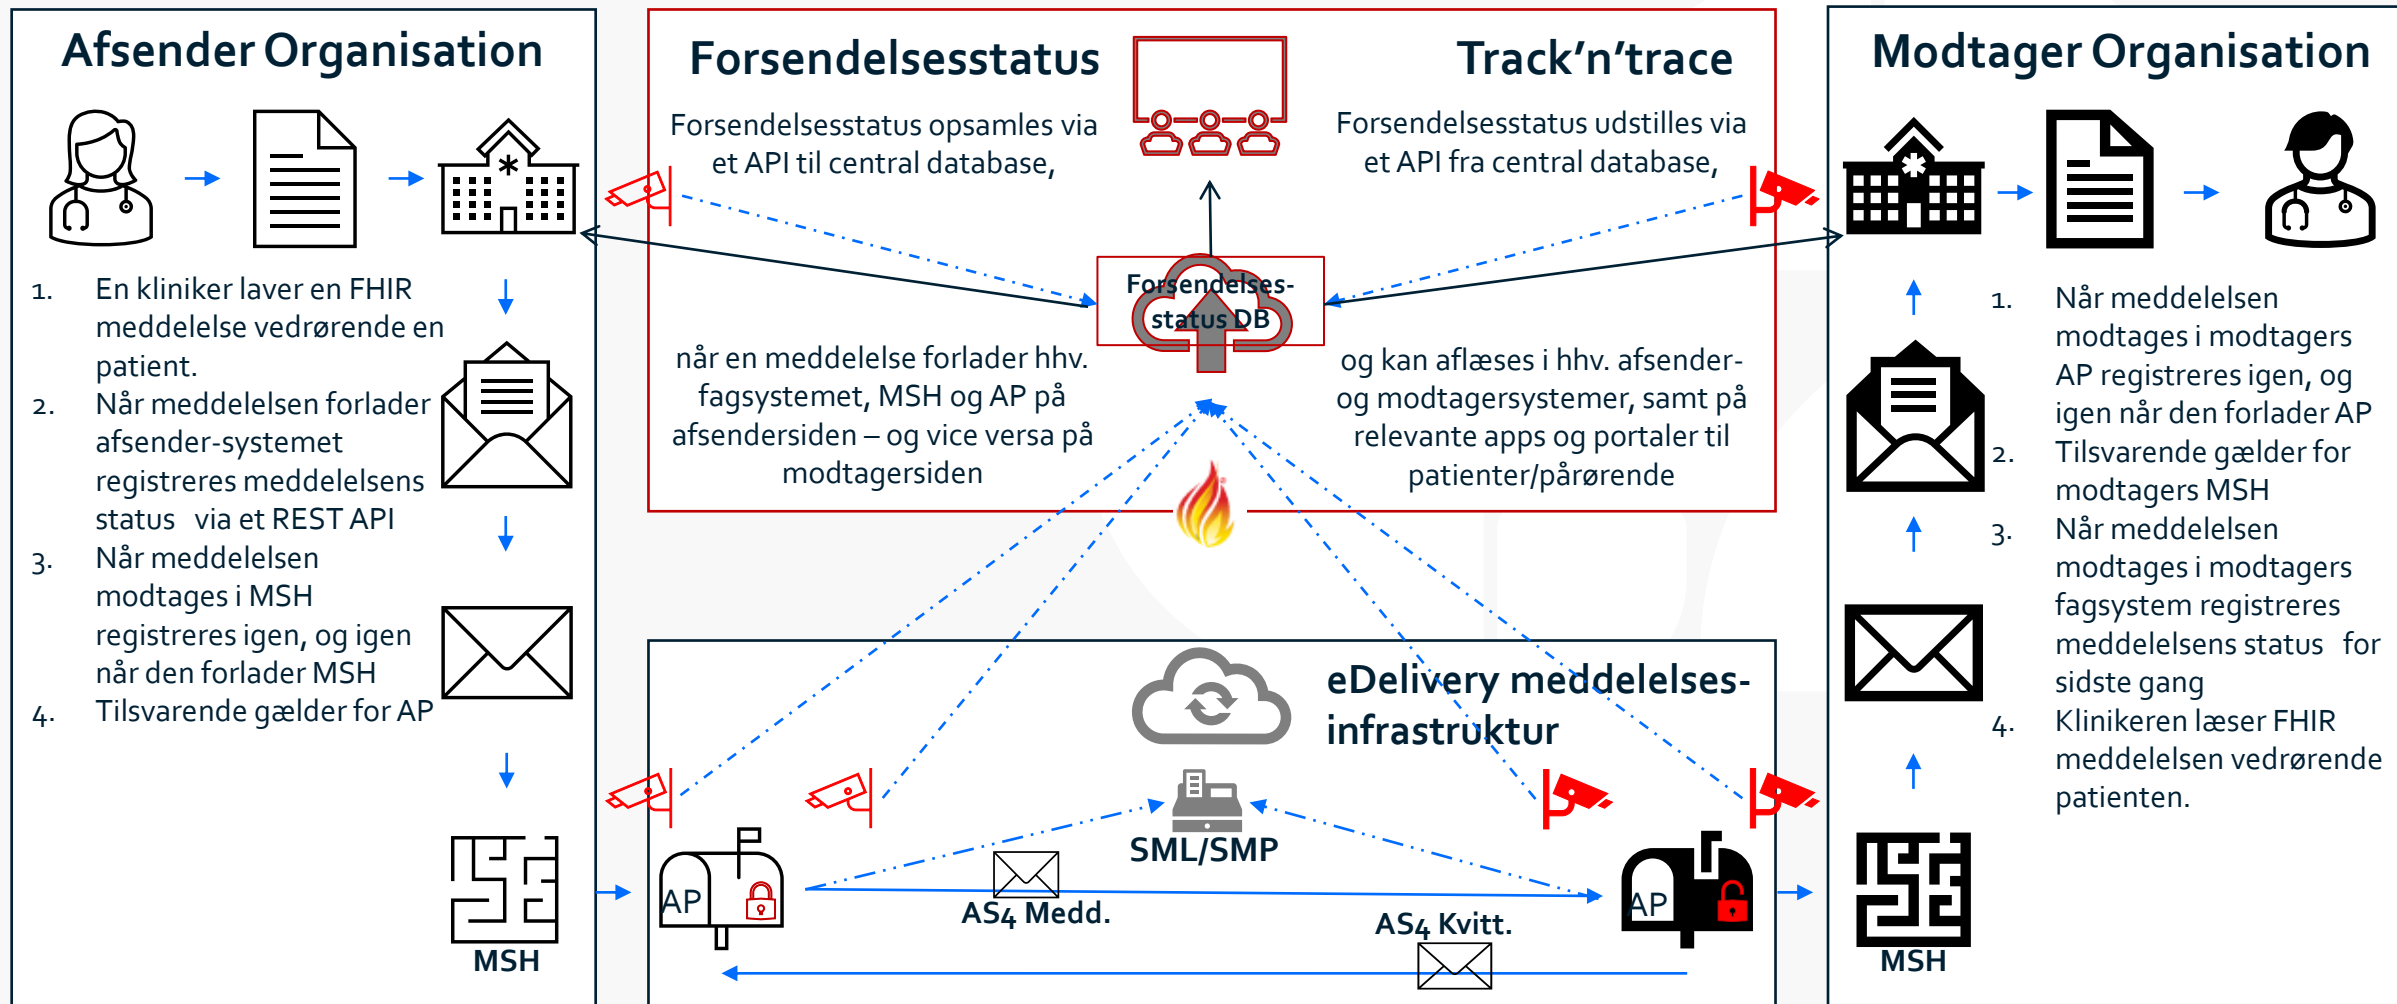 Afsender Organisation
1. En kliniker laver en FHIR
meddelelse vedrørende en
patient.
2. Når meddelelsen forlader
afsender-systemet
registreres meddelelsens
status via et REST API
3. Når meddelelsen
modtages i MSH
registreres igen, og igen
når den forlader MSH
4. Tilsvarende gælder for AP
MSH
Forsendelsesstatus
Forsendelsesstatus opsamles via
et API til central database,
når en meddelelse forlader hhv.
fagsystemet, MSH og AP på
afsendersiden – og vice versa på
modtagersiden
Forsendelses-
status DB
Track’n’trace
Forsendelsesstatus udstilles via
et API fra central database,
og kan aflæses i hhv. afsender-
og modtagersystemer, samt på
relevante apps og portaler til
patienter/pårørende
eDelivery meddelelses-
infrastruktur
SML/SMP
AP
AS4 Medd.
AS4 Kvitt.
AP
Modtager Organisation
1. Når meddelelsen
modtages i modtagers
AP registreres igen, og
igen når den forlader AP
2. Tilsvarende gælder for
modtagers MSH
3. Når meddelelsen
modtages i modtagers
fagsystem registreres
meddelelsens status for
sidste gang
4. Klinikeren læser FHIR
meddelelsen vedrørende
patienten.
MSH